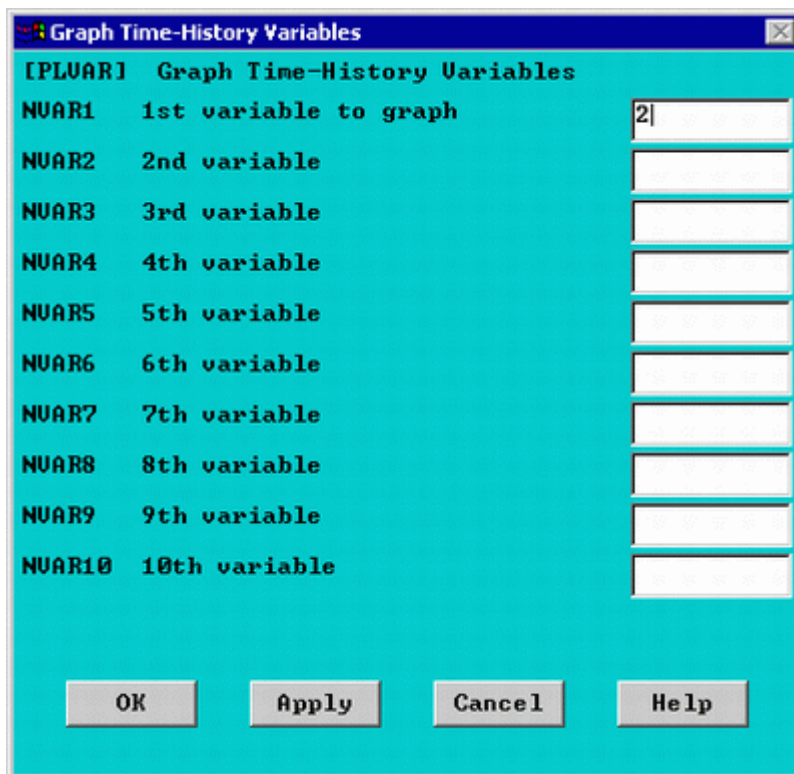 Graph Time-History Variables
[PLVAR] Graph Time-History Variables
NVAR1 1st variable to graph 2
NVAR2 2nd variable
NVAR3 3rd variable
NVAR4 4th variable
NVAR5 5th variable
NVAR6 6th variable
NVAR7 7th variable
NVAR8 8th variable
NVAR9 9th variable
NVAR10 10th variable
OK Apply Cancel Help